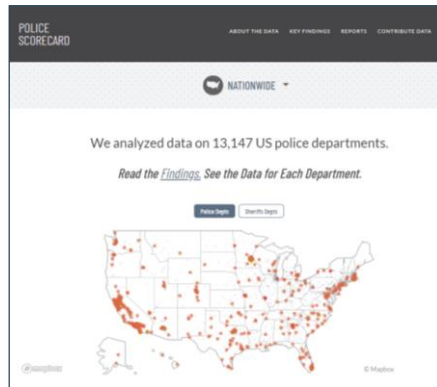 POLICE
SCORECARD
ABOUT THE DATA KEY FINDINGS REPORTS CONTRIBUTE DATA
NATIONWIDE
We analyzed data on 13,147 US police departments.
Read the Findings. See the Data for Each Department.
Police Depts Sheriffs Depts
mapbox
© Mapbox